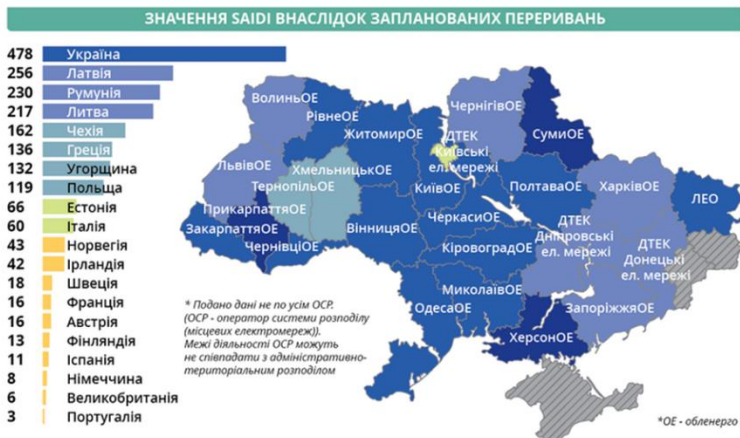 ЗНАЧЕННЯ SAIDI ВНАСЛІДОК ЗАПЛАНОВАНИХ ПЕРЕРИВАНЬ
478 Україна
256 Латвія
230 Румунія
217 Литва
162 Чехія
136 Греція
132 Угорщина
119 Польща
66 Естонія
60 Італія
43 Норвегія
42 Ірландія
18 Швеція
16 Франція
16 Австрія
13 Фінляндія
11 Іспанія
8 Німеччина
6 Великобританія
3 Португалія
ВолиньОЕ
РівнеОЕ
ЖитомирОЕ
ЧернігівОЕ
СумиОЕ
ДТЕК
Київські
ел. мережі
ЛьвівОЕ
ХмельницькОЕ
ТернопільОЕ
КиївОЕ
ПолтаваОЕ
ХарківОЕ
ЛЕО
ПрикарпаттяОЕ
ЗакарпаттяОЕ
ЧернівціОЕ
ВінницяОЕ
ЧеркасиОЕ
КіровоградОЕ
ДТЕК
Дніпровські
ел. мережі
ДТЕК
Донецькі
ел. мережі
МиколаївОЕ
ОдесаОЕ
ЗапоріжжяОЕ
ХерсонОЕ
* Подано дані не по усім ОСР.
(ОСР - оператор системи розподілу
(місцевих електромереж)).
Межі діяльності ОСР можуть
не співпадати з адміністративно-
територіальним розподілом
*ОЕ - обленерго